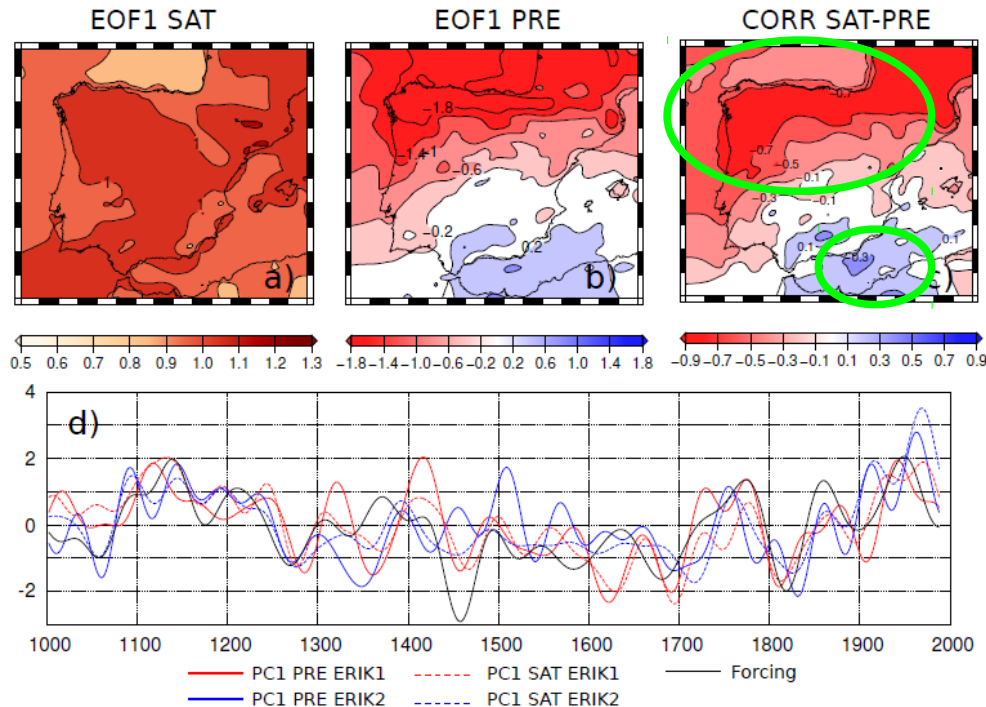 EOF1 SAT EOF1 PRE CORR SAT-PRE
1 1 1 a)
-1.8 -1.4 -1 -0.6 -0.2 0.2 b)
-0.7 -0.7 -0.5 -0.1 -0.3 -0.1 0.1 0.1 -0.3
0.5 0.6 0.7 0.8 0.9 1.0 1.1 1.2 1.3
-1.8 -1.4 -1.0 -0.6 0.2 0.6 1.0 1.4 1.8
-0.9 -0.7 -0.5 -0.3 -0.1 0.1 0.3 0.5 0.7 0.9
d)
4
2
0
-2
1000 1100 1200 1300 1400 1500 1600 1700 1800 1900 2000
PC1 PRE ERIK1 PC1 SAT ERIK1 Forcing
PC1 PRE ERIK2 PC1 SAT ERIK2